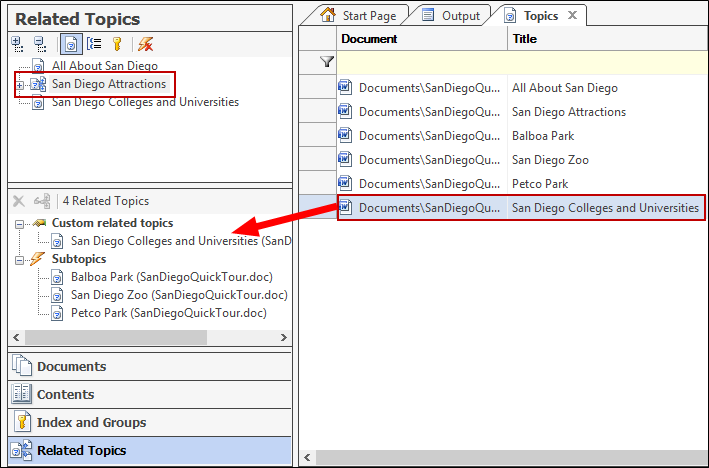 Related Topics
All About San Diego
San Diego Attractions
San Diego Colleges and Universities
4 Related Topics
Custom related topics
San Diego Colleges and Universities (SanD
Subtopics
Balboa Park (SanDiegoQuickTour.doc)
San Diego Zoo (SanDiegoQuickTour.doc)
Petco Park (SanDiegoQuickTour.doc)
Documents
Contents
Index and Groups
Related Topics
Start Page Output Topics
Document Title
Documents\SanDiegoQu... All About San Diego
Documents\SanDiegoQu... San Diego Attractions
Documents\SanDiegoQu... Balboa Park
Documents\SanDiegoQu... San Diego Zoo
Documents\SanDiegoQu... Petco Park
Documents\SanDiegoQu... San Diego Colleges and Universities